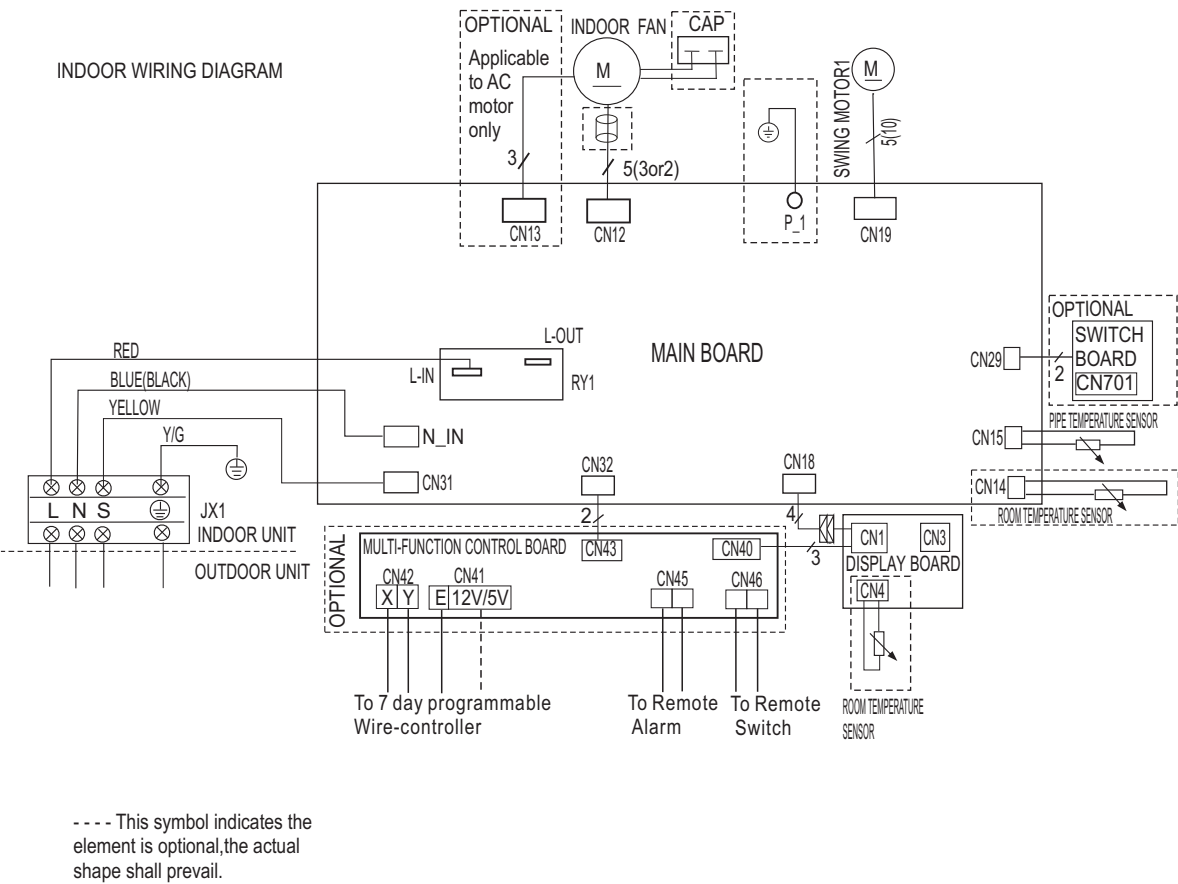 INDOOR WIRING DIAGRAM
OPTIONAL
Applicable
to AC
motor
only
INDOOR FAN
CAP
M
SWING MOTOR1
M
3
5(3or2)
5(10)
CN13
CN12
P_1
CN19
MAIN BOARD
L-OUT
L-IN
RY1
RED
BLUE(BLACK)
YELLOW
Y/G
N_IN
CN31
L N S
JX1
INDOOR UNIT
OUTDOOR UNIT
OPTIONAL
SWITCH
BOARD
CN701
CN29
2
PIPE TEMPERATURE SENSOR
CN15
CN14
ROOM TEMPERATURE SENSOR
CN32
2
CN18
4
OPTIONAL
MULTI-FUNCTION CONTROL BOARD
CN43
CN40
3
CN1
CN3
DISPLAY BOARD
CN4
CN42
X Y
CN41
E 12V/5V
CN45
CN46
To 7 day programmable
Wire-controller
To Remote
Alarm
To Remote
Switch
ROOM TEMPERATURE
SENSOR
- - - - This symbol indicates the
element is optional,the actual
shape shall prevail.